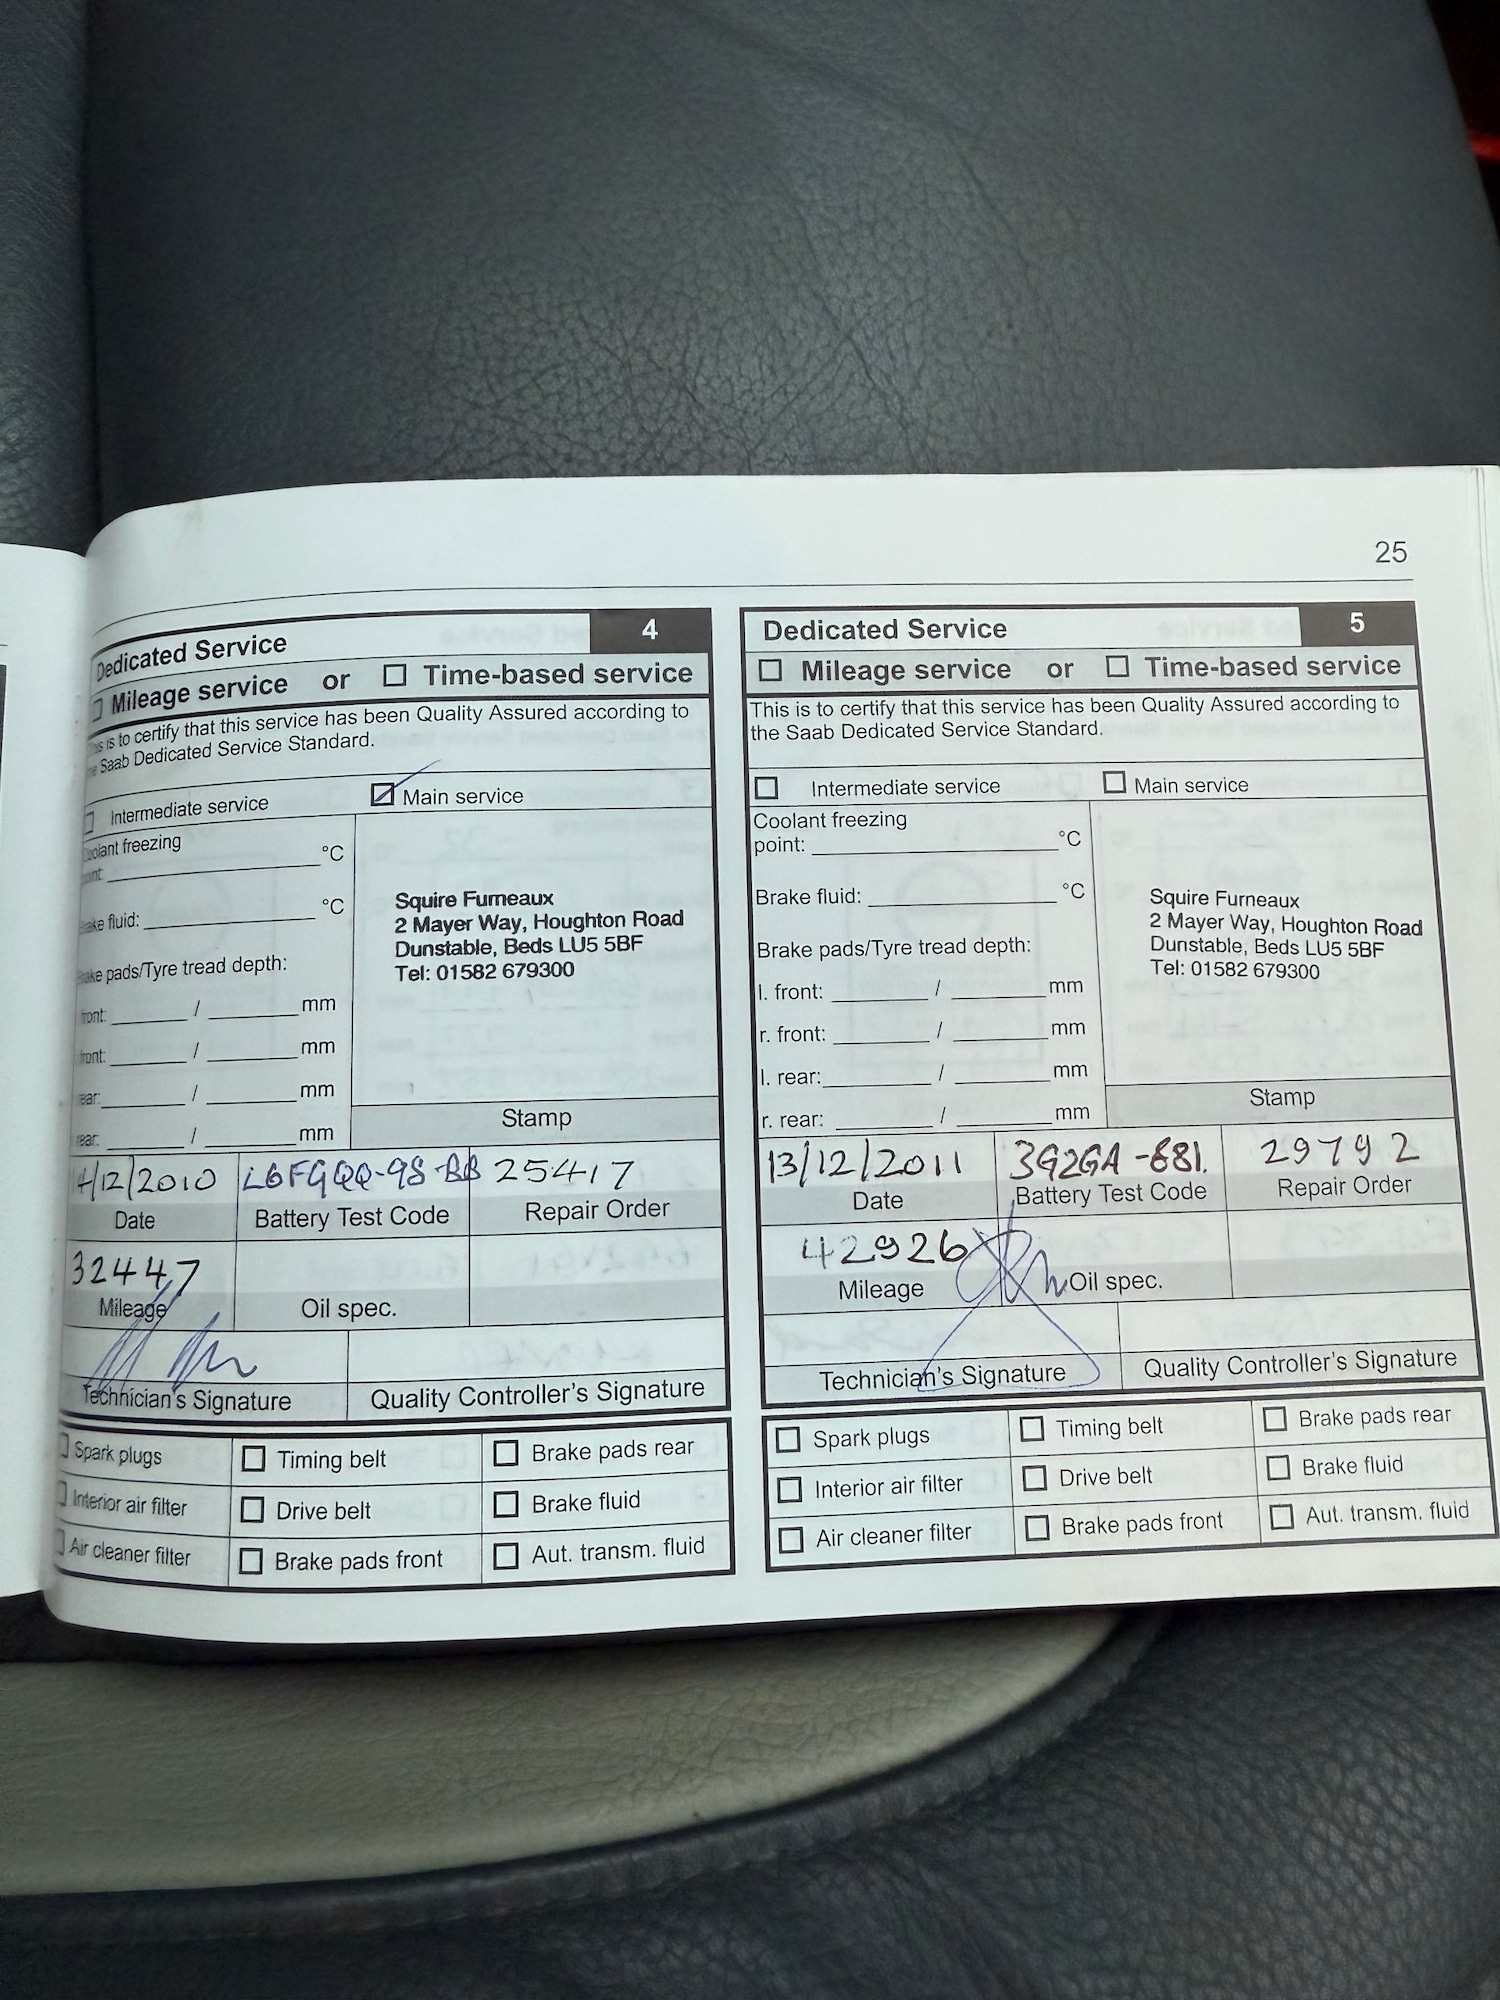 25
Dedicated Service 4
Mileage service or Time-based service
This is to certify that this service has been Quality Assured according to
the Saab Dedicated Service Standard.
Intermediate service Main service
Coolant freezing
point: °C
Brake fluid: °C
Brake pads/Tyre tread depth:
front: / mm
front: / mm
rear: / mm
rear: / mm
Squire Furneaux
2 Mayer Way, Houghton Road
Dunstable, Beds LU5 5BF
Tel: 01582 679300
Stamp
14/12/2010 L6FGQQ-9S-BB 25417
Date Battery Test Code Repair Order
32447
Mileage Oil spec.
Technician's Signature Quality Controller's Signature
Spark plugs Timing belt Brake pads rear
Interior air filter Drive belt Brake fluid
Air cleaner filter Brake pads front Aut. transm. fluid
Dedicated Service 5
Mileage service or Time-based service
This is to certify that this service has been Quality Assured according to
the Saab Dedicated Service Standard.
Intermediate service Main service
Coolant freezing
point: °C
Brake fluid: °C
Brake pads/Tyre tread depth:
l. front: / mm
r. front: / mm
l. rear: / mm
r. rear: / mm
Squire Furneaux
2 Mayer Way, Houghton Road
Dunstable, Beds LU5 5BF
Tel: 01582 679300
Stamp
13/12/2011 29792
Date Battery Test Code Repair Order
42926
Mileage Oil spec.
Technician's Signature Quality Controller's Signature
Spark plugs Timing belt Brake pads rear
Interior air filter Drive belt Brake fluid
Air cleaner filter Brake pads front Aut. transm. fluid